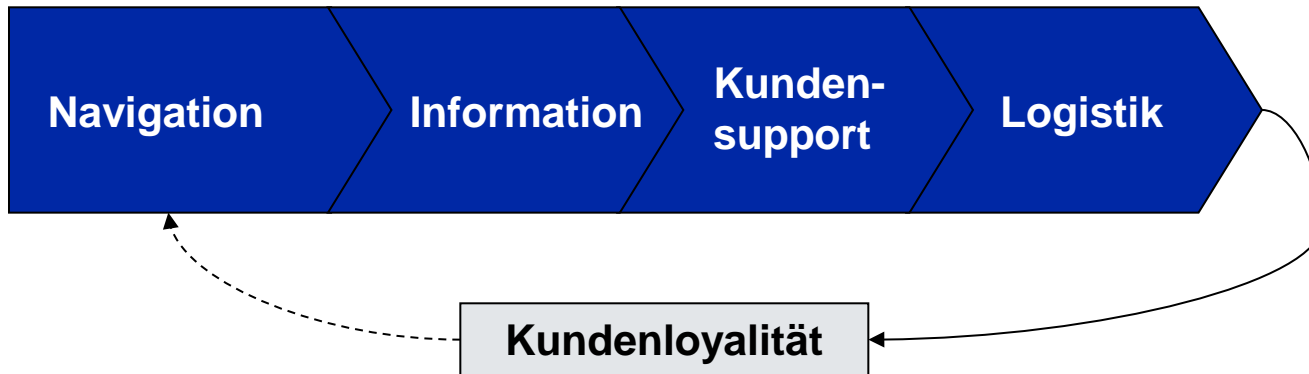 Navigation
Information
Kunden-
support
Logistik
Kundenloyalität